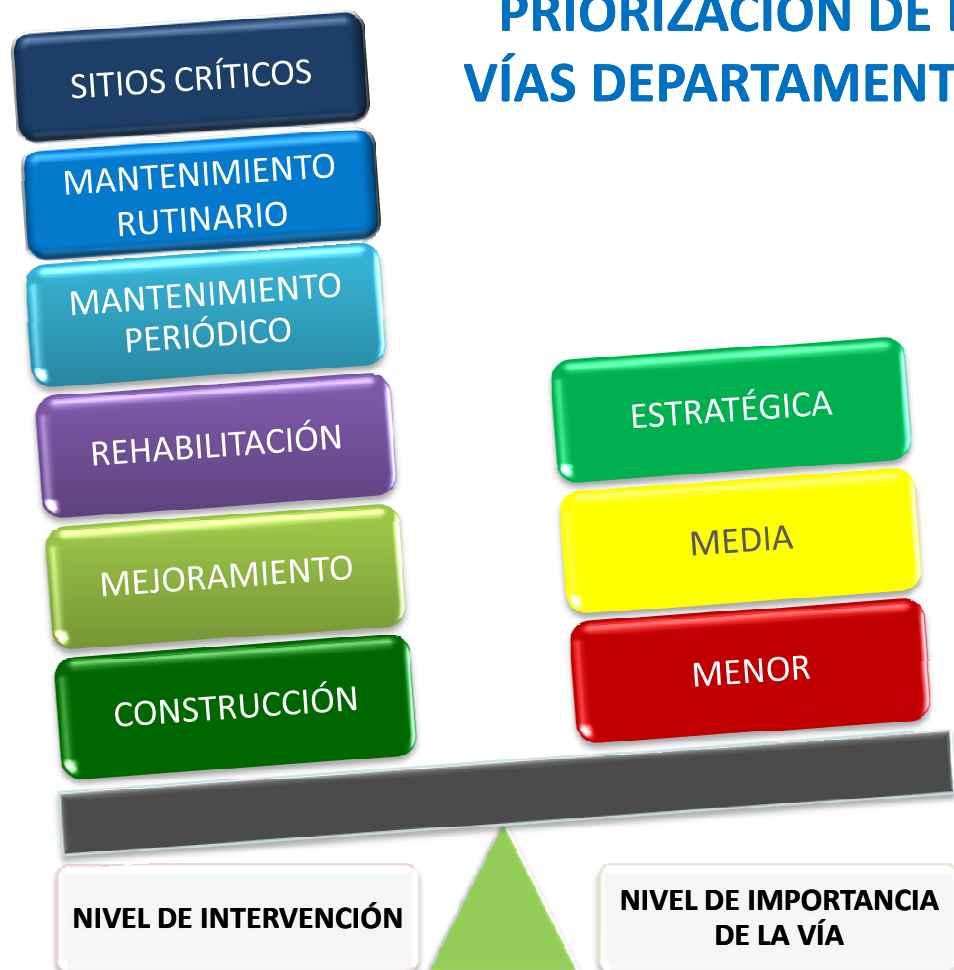 PRIORIZACIÓN DE
VÍAS DEPARTAMENT
SITIOS CRÍTICOS
MANTENIMIENTO
RUTINARIO
MANTENIMIENTO
PERIÓDICO
REHABILITACIÓN
MEJORAMIENTO
CONSTRUCCIÓN
ESTRATÉGICA
MEDIA
MENOR
NIVEL DE INTERVENCIÓN
NIVEL DE IMPORTANCIA
DE LA VÍA